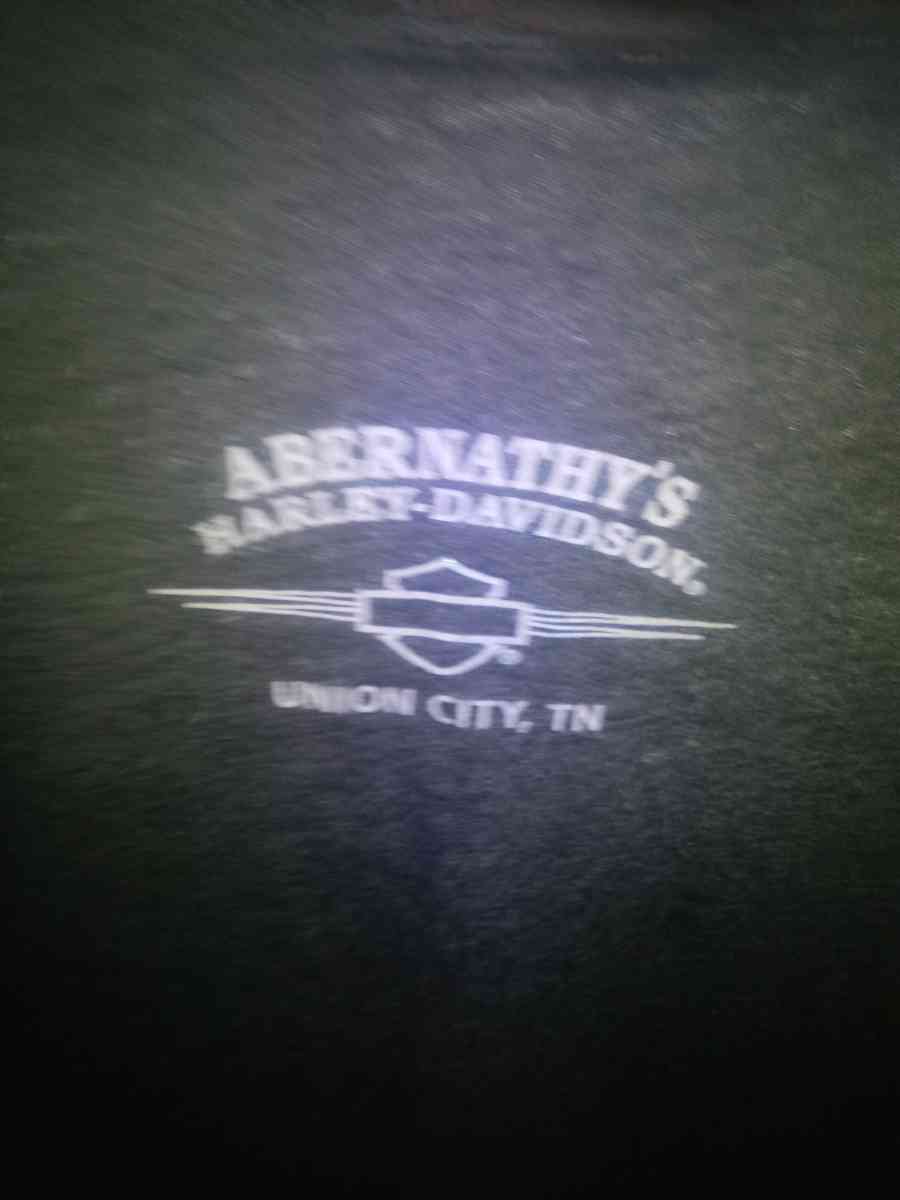 ABERNATHY'S
HARLEY-DAVIDSON.
UNION CITY, TN